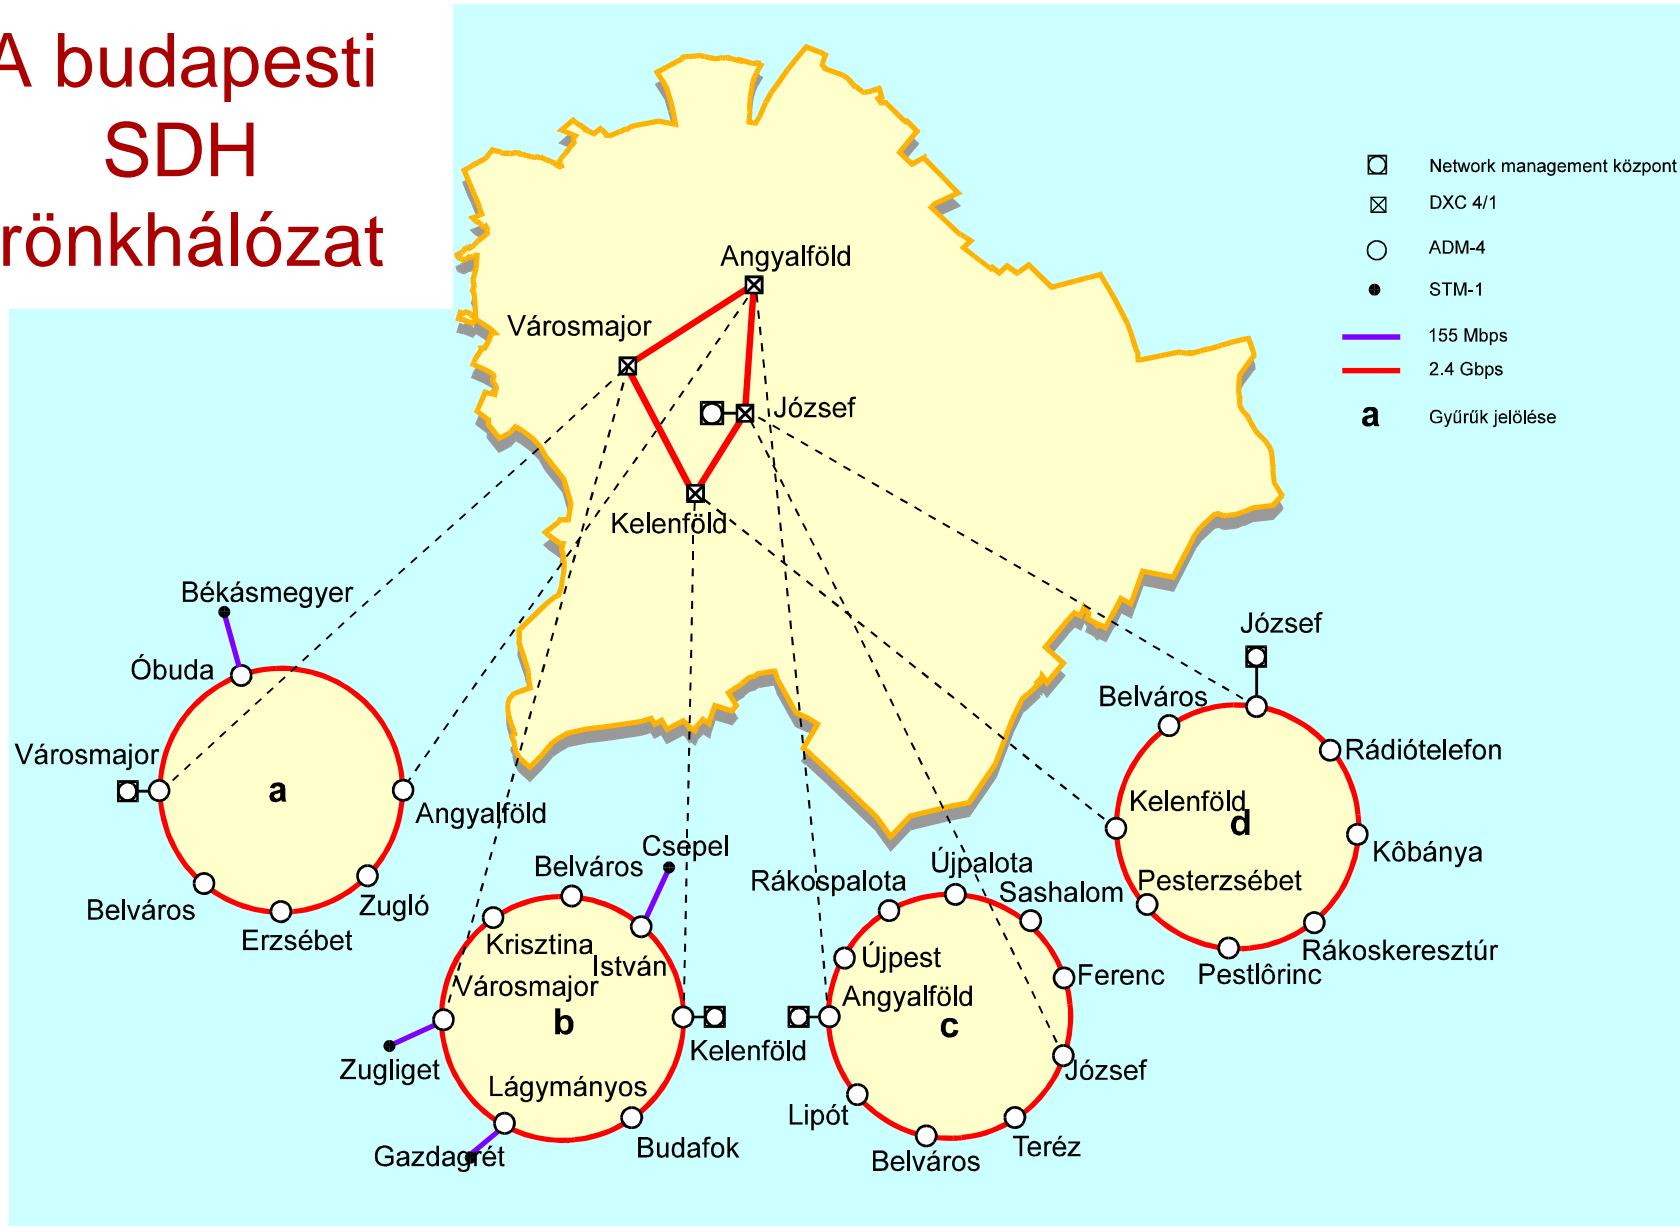 A budapesti
SDH
rönkhálózat
Network management központ
DXC 4/1
ADM-4
STM-1
155 Mbps
2.4 Gbps
a
Gyűrűk jelölése
Angyalföld
Városmajor
József
Kelenföld
Békásmegyer
Óbuda
Városmajor
a
Angyalföld
Belváros
Zugló
Erzsébet
Csepel
Belváros
Krisztina
István
Városmajor
b
Kelenföld
Zugliget
Lágymányos
Gazdagrét
Budafok
Újpalota
Rákospalota
Sashalom
Újpest
Ferenc
Angyalföld
c
József
Lipót
Teréz
Belváros
József
Belváros
Rádiótelefon
Kelenföld
d
Kôbánya
Pesterzsébet
Rákoskeresztúr
Pestlôrinc